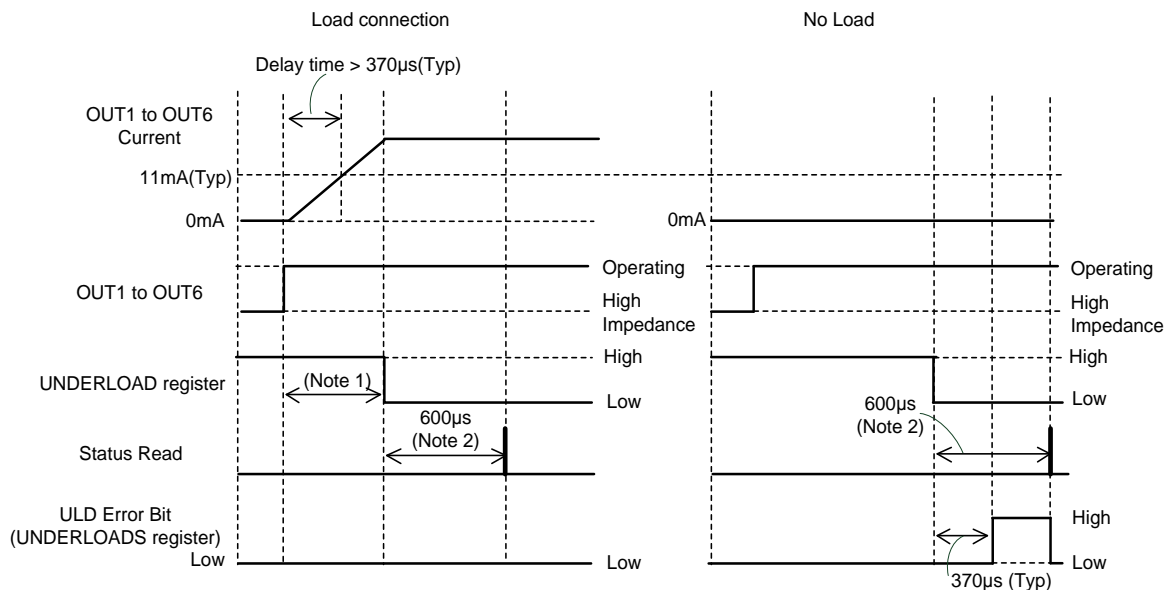 Load connection
No Load
Delay time > 370µs(Typ)
OUT1 to OUT6
Current
11mA(Typ)
0mA
0mA
OUT1 to OUT6
Operating
High
Impedance
Operating
High
Impedance
UNDERLOAD register
(Note 1)
High
Low
High
Low
600µs
(Note 2)
600µs
(Note 2)
Status Read
ULD Error Bit
(UNDERLOADS register)
Low
Low
High
Low
370µs (Typ)